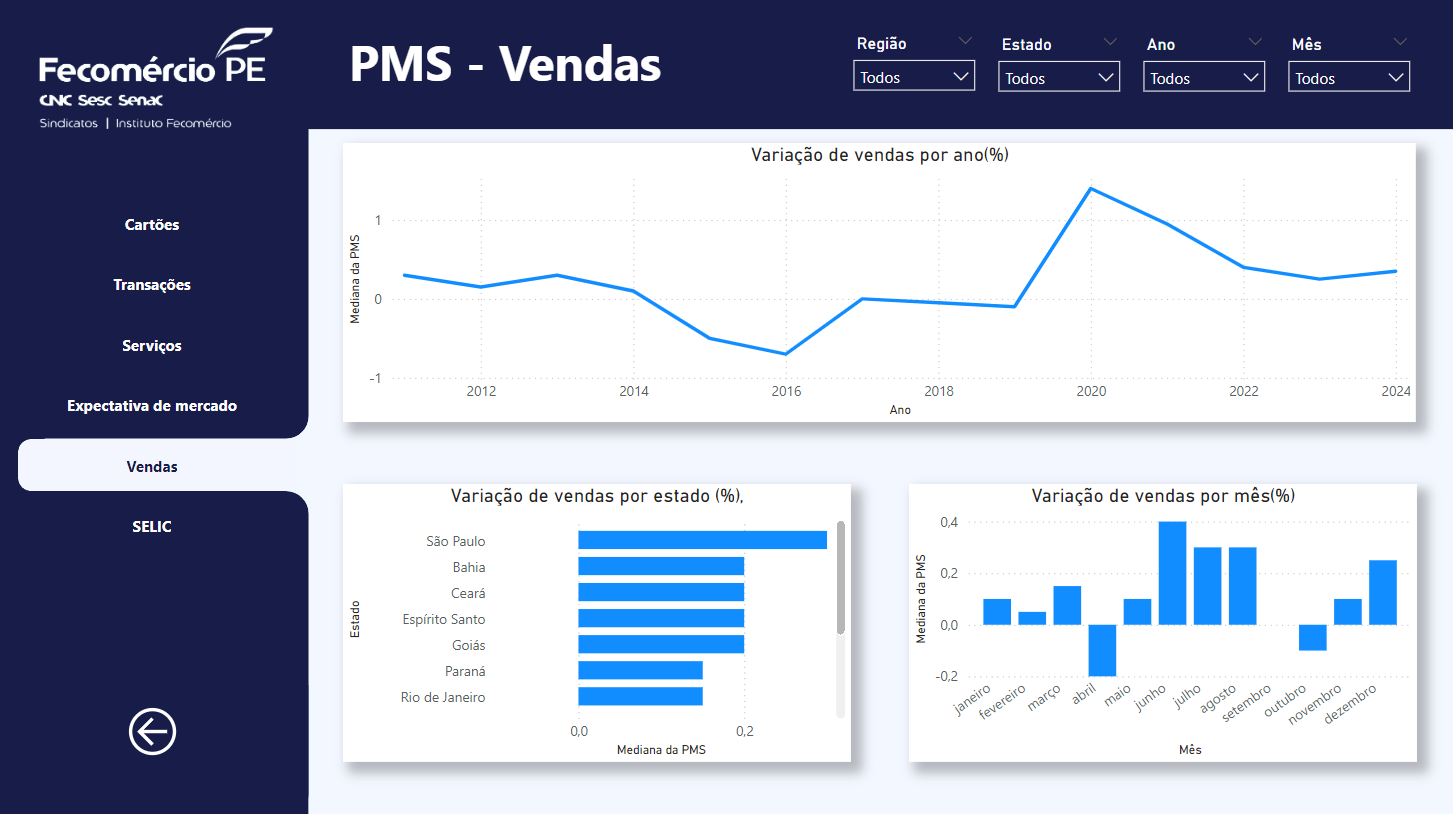 Fecomércio PE
CNC Sesc Senac
Sindicatos | Instituto Fecomércio
PMS - Vendas
Região
Todos
Estado
Todos
Ano
Todos
Mês
Todos
Cartões
Transações
Serviços
Expectativa de mercado
Vendas
SELIC
Variação de vendas por ano(%)
Mediana da PMS
1
0
-1
2012 2014 2016 2018 2020 2022 2024
Ano
Variação de vendas por estado (%),
Estado
São Paulo
Bahia
Ceará
Espírito Santo
Goiás
Paraná
Rio de Janeiro
0,0 0,2
Mediana da PMS
Variação de vendas por mês(%)
Mediana da PMS
0,4
0,2
0,0
-0,2
janeiro fevereiro março abril maio junho julho agosto setembro outubro novembro dezembro
Mês